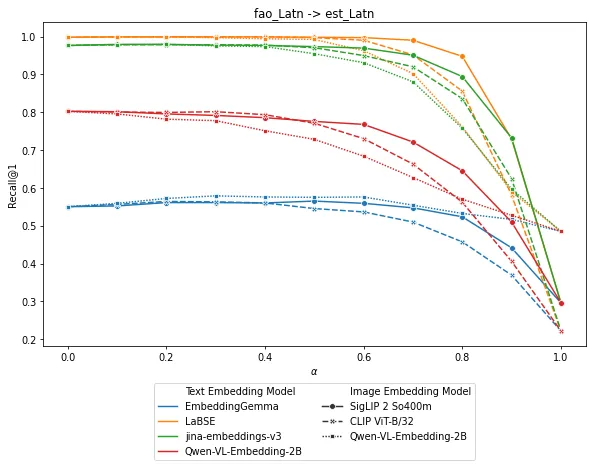 fao_Latn -> est_Latn
Recall@1
1.0
0.9
0.8
0.7
0.6
0.5
0.4
0.3
0.2
0.0 0.2 0.4 0.6 0.8 1.0
α
Text Embedding Model
EmbeddingGemma
LaBSE
jina-embeddings-v3
Qwen-VL-Embedding-2B
Image Embedding Model
SigLIP 2 So400m
CLIP ViT-B/32
Qwen-VL-Embedding-2B